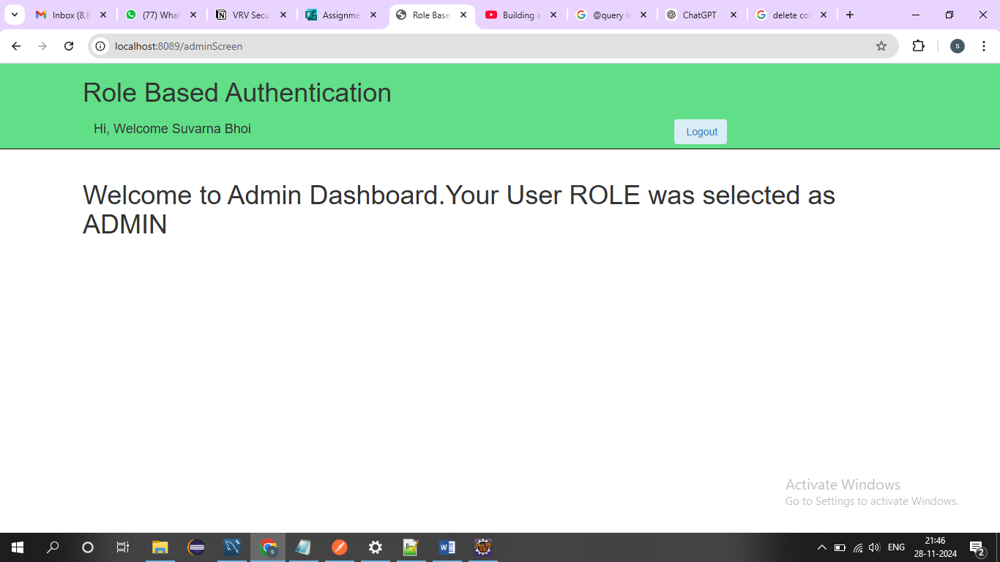 Inbox (8,8
(77) What
VRV Secu
Assignme
Role Base
Building a
@query in
ChatGPT
delete col
localhost:8089/adminScreen
S
Role Based Authentication
Hi, Welcome Suvarna Bhoi
Logout
Welcome to Admin Dashboard.Your User ROLE was selected as
ADMIN
Activate Windows
Go to Settings to activate Windows.
ENG
21:46
28-11-2024
2